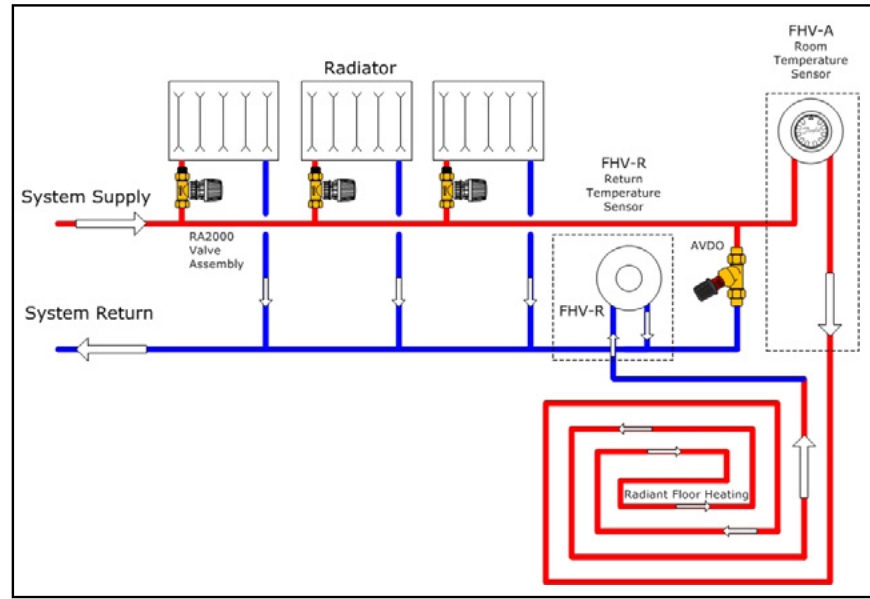 FHV-A
Room
Temperature
Sensor
Radiator
FHV-R
Return
Temperature
Sensor
System Supply
RA2000
Valve
Assembly
AVDO
System Return
FHV-R
Radiant Floor Heating